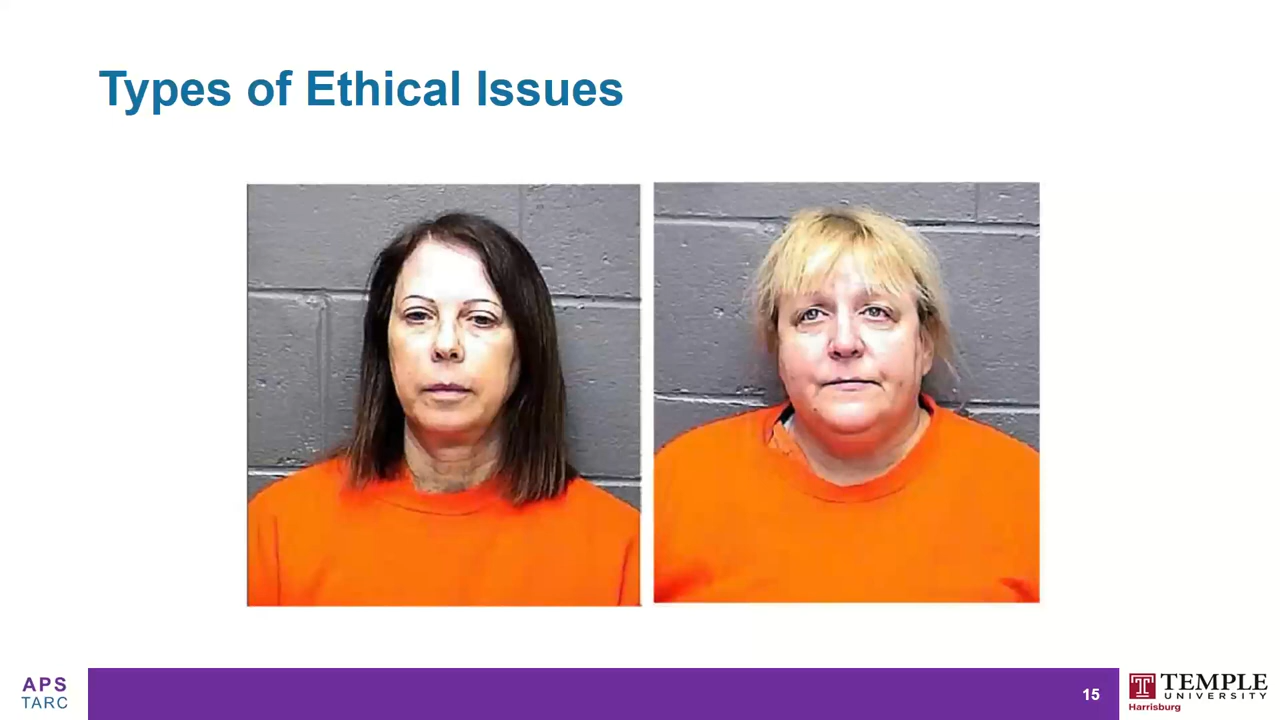 Types of Ethical Issues
APS
TARC
15
T TEMPLE
UNIVERSITY
Harrisburg